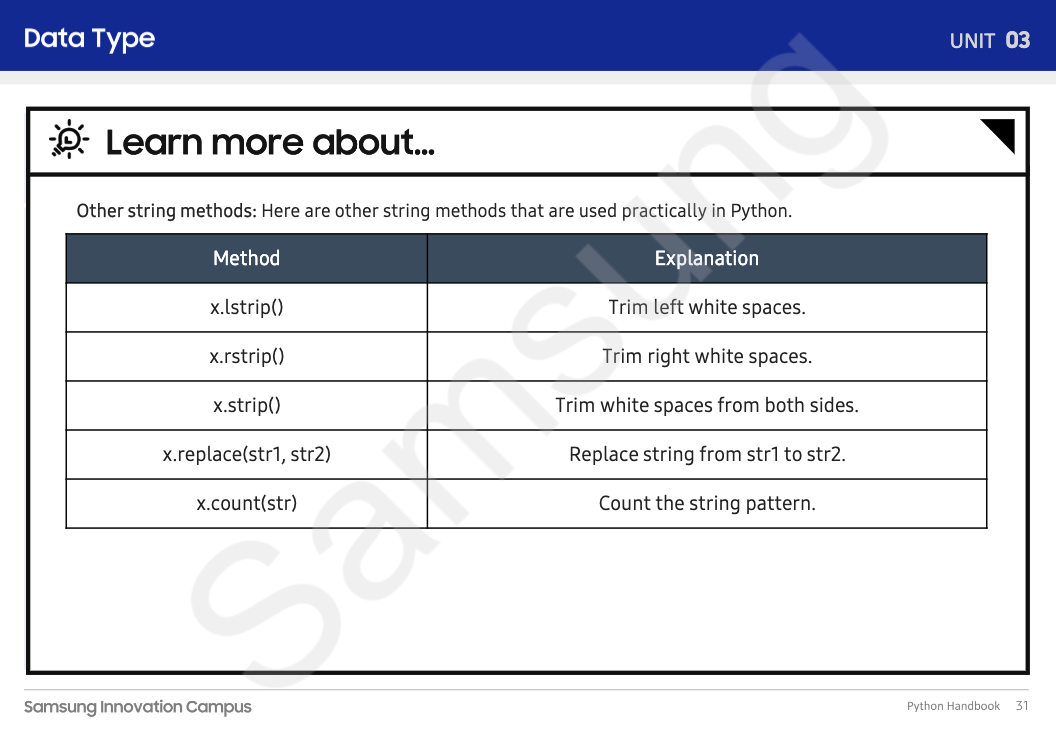 Data Type
UNIT 03
Learn more about...
Other string methods: Here are other string methods that are used practically in Python.
Method Explanation
x.lstrip() Trim left white spaces.
x.rstrip() Trim right white spaces.
x.strip() Trim white spaces from both sides.
x.replace(str1, str2) Replace string from str1 to str2.
x.count(str) Count the string pattern.
Samsung
Samsung Innovation Campus
Python Handbook 31